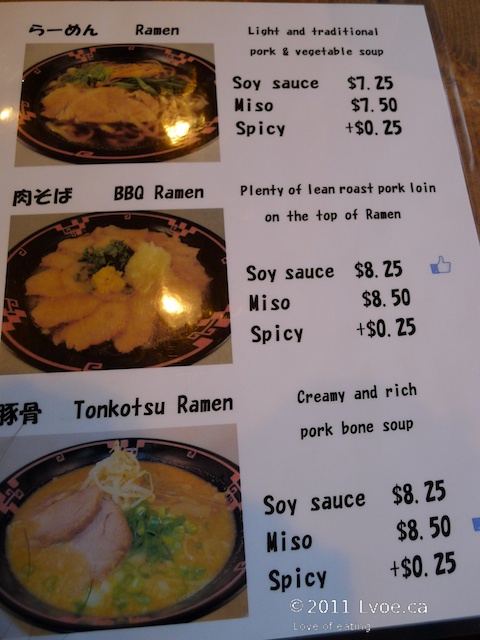 らーめん Ramen
Light and traditional
pork & vegetable soup
Soy sauce $7.25
Miso $7.50
Spicy +$0.25
肉そば BBQ Ramen
Plenty of lean roast pork loin
on the top of Ramen
Soy sauce $8.25
Miso $8.50
Spicy +$0.25
豚骨 Tonkotsu Ramen
Creamy and rich
pork bone soup
Soy sauce $8.25
Miso $8.50
Spicy +$0.25
©2011 Lvoe.ca
Love of eating